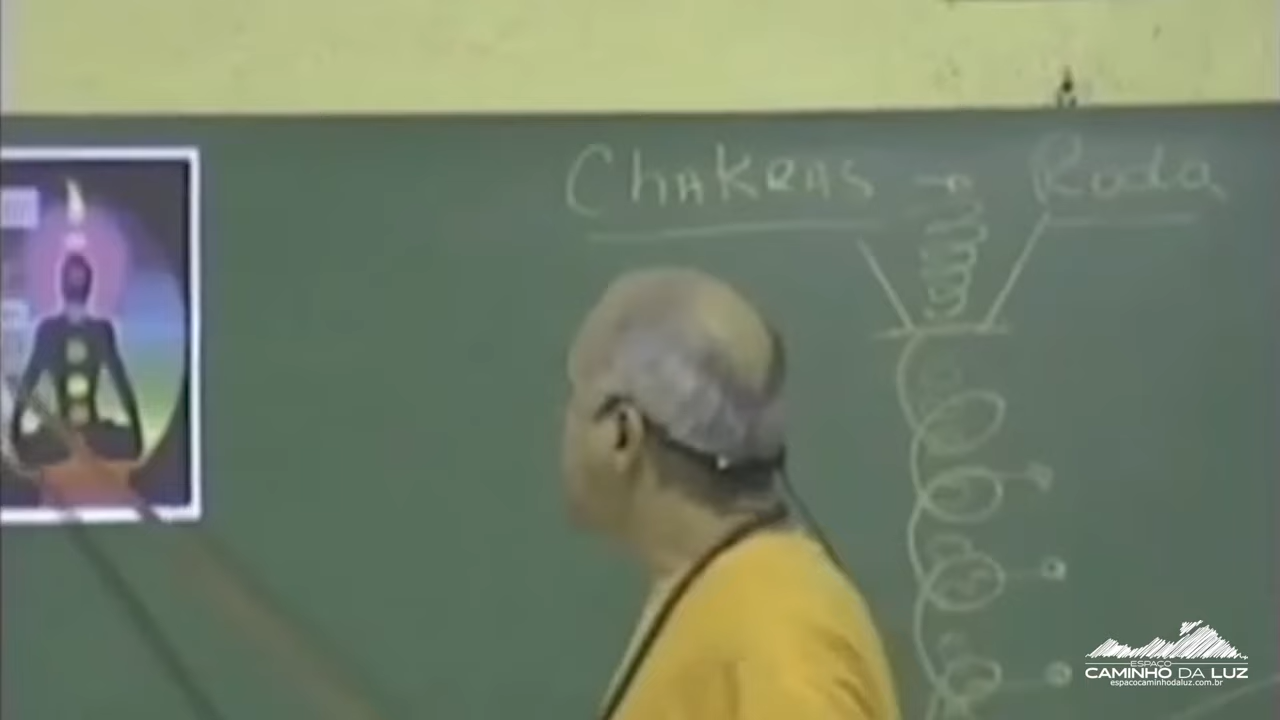 Chakras → Roda
ESPAÇO
CAMINHO DA LUZ
espacocaminhodaluz.com.br